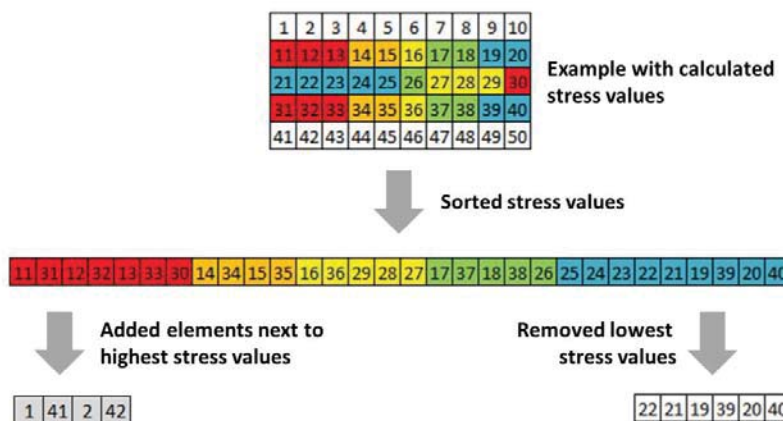 1 2 3 4 5 6 7 8 9 10
11 12 13 14 15 16 17 18 19 20
21 22 23 24 25 26 27 28 29 30
31 32 33 34 35 36 37 38 39 40
41 42 43 44 45 46 47 48 49 50
Example with calculated
stress values
Sorted stress values
11 31 12 32 13 33 30 14 34 15 35 16 36 29 28 27 17 37 18 38 26 25 24 23 22 21 19 39 20 40
Added elements next to
highest stress values
Removed lowest
stress values
1 41 2 42
22 21 19 39 20 40